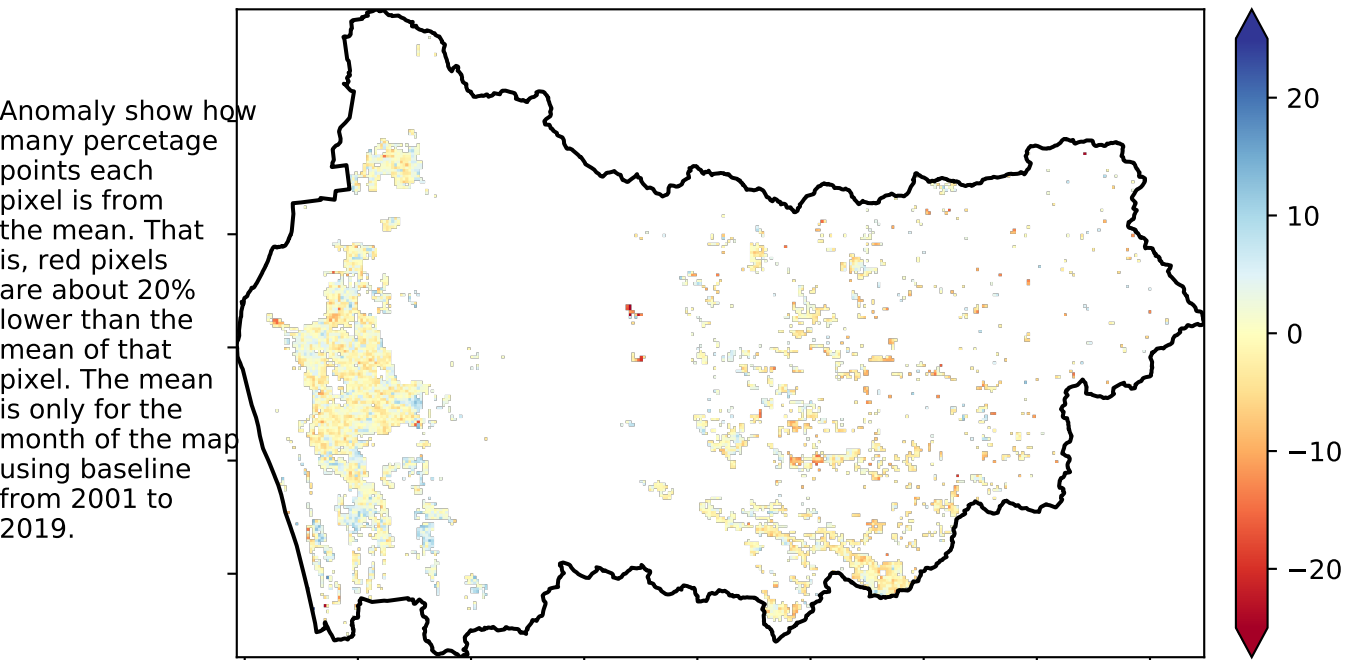 Anomaly show how
many percetage
points each
pixel is from
the mean. That
is, red pixels
are about 20%
lower than the
mean of that
pixel. The mean
is only for the
month of the map
using baseline
from 2001 to
2019.
20
10
0
−10
−20